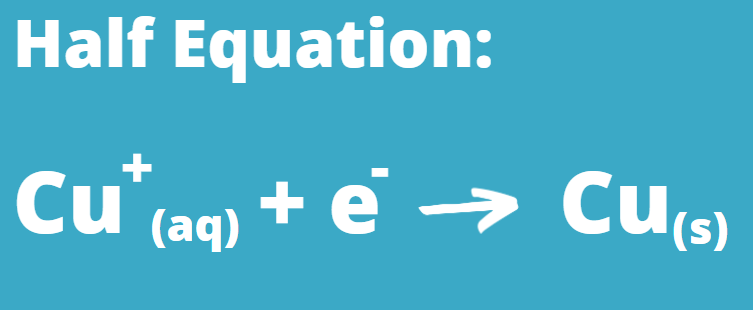 Half Equation:
Cu⁺₍aq₎ + e⁻ → Cu₍s₎